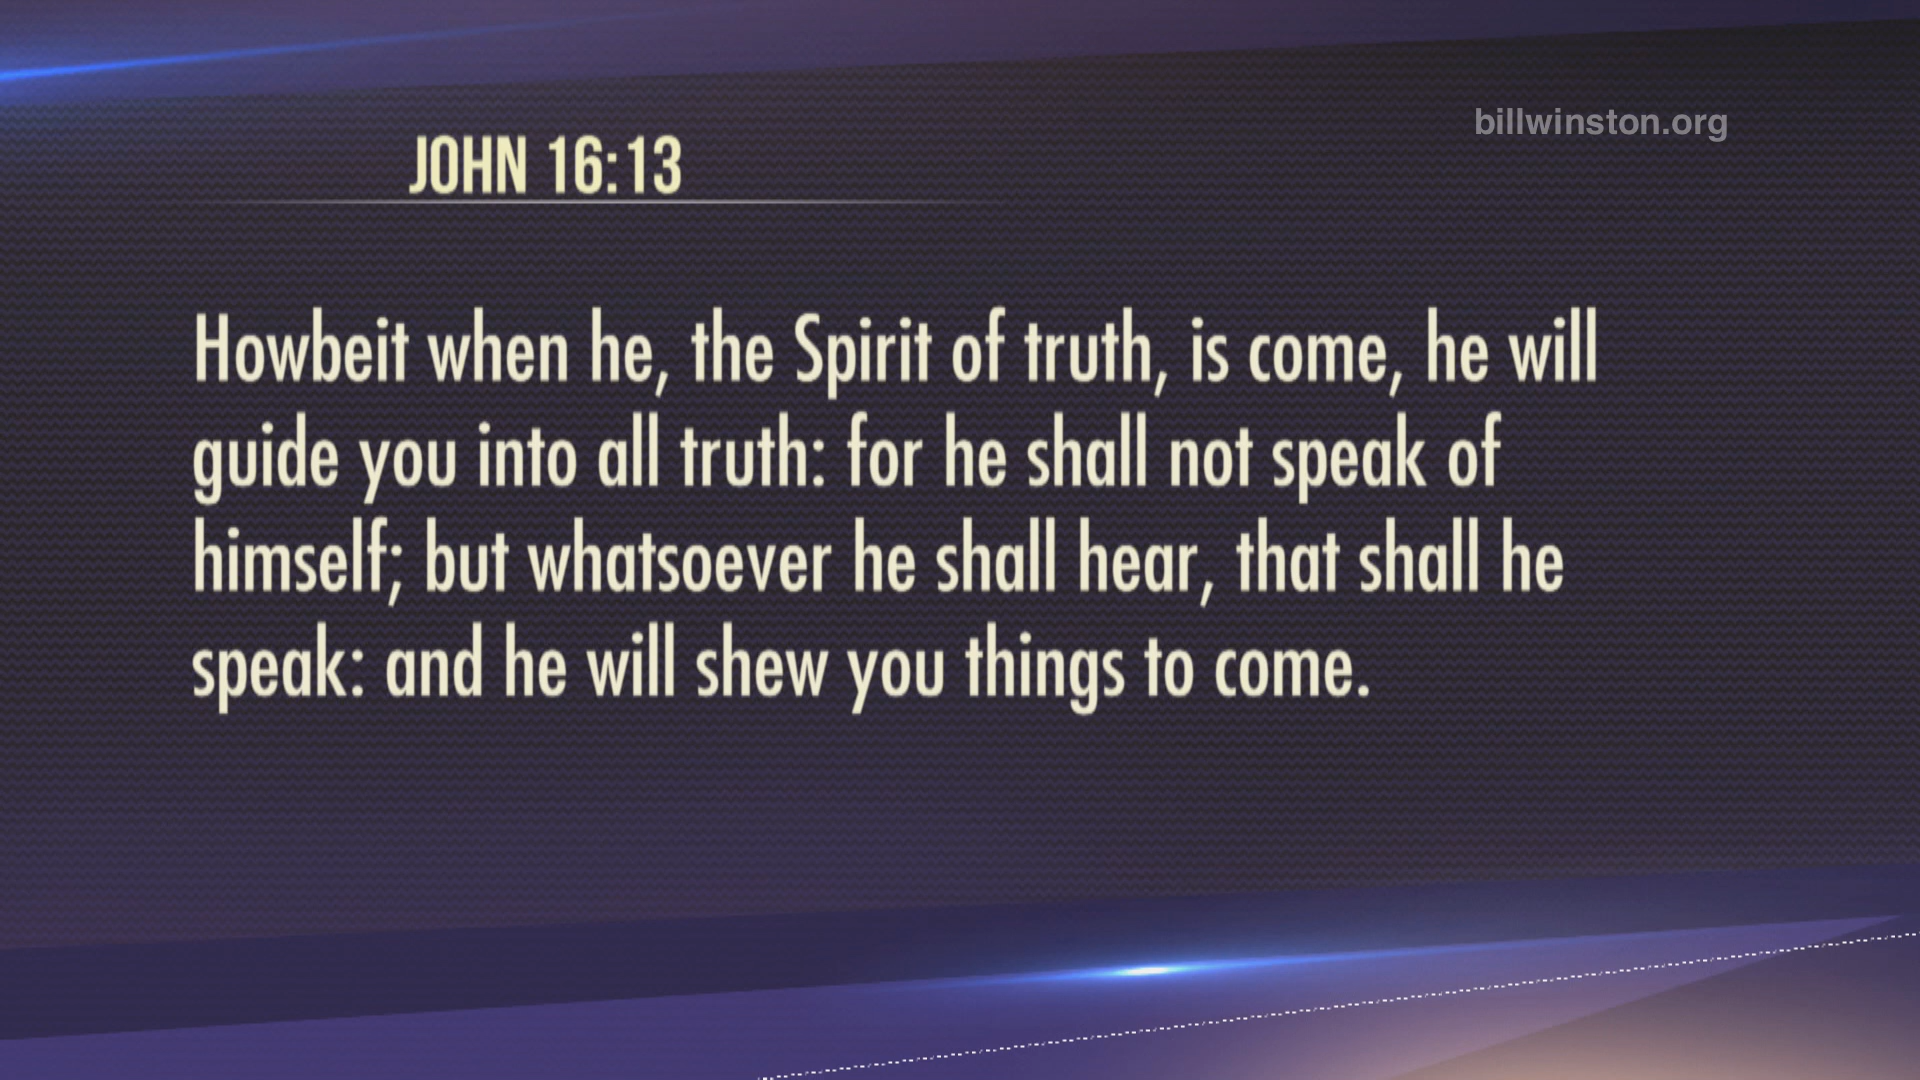 billwinston.org
JOHN 16:13
Howbeit when he, the Spirit of truth, is come, he will
guide you into all truth: for he shall not speak of
himself; but whatsoever he shall hear, that shall he
speak: and he will shew you things to come.